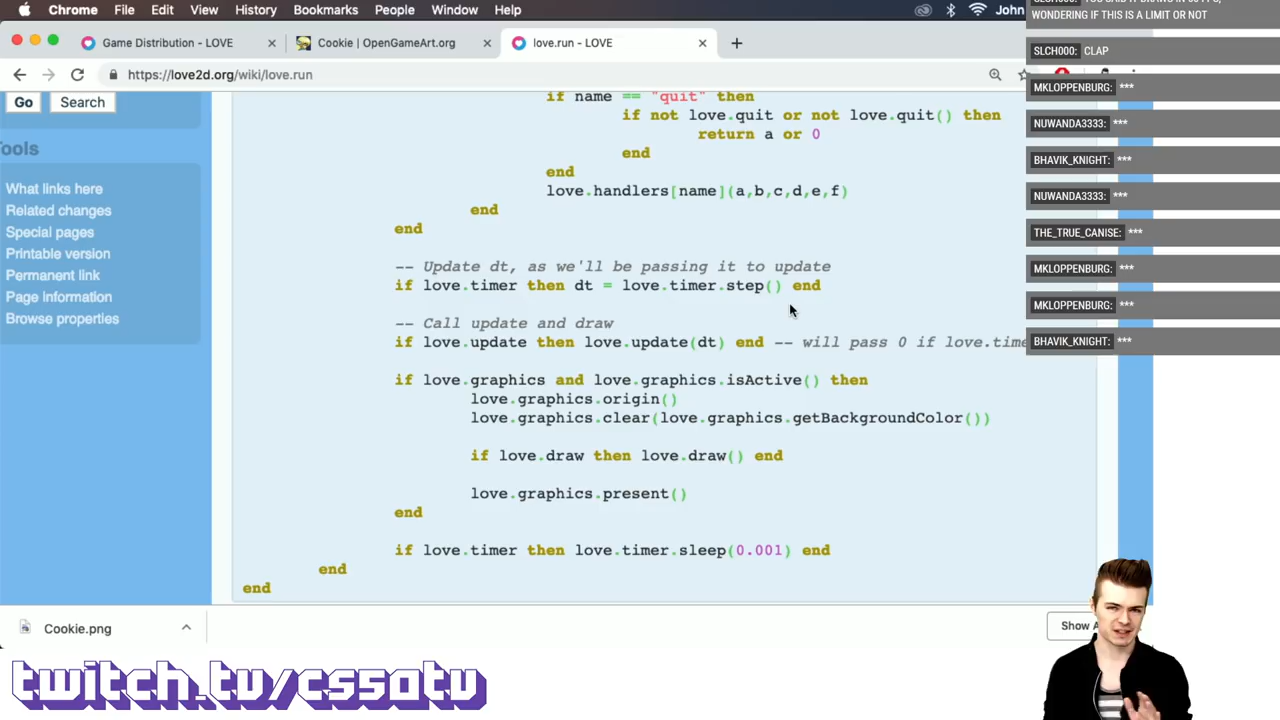 Chrome File Edit View History Bookmarks People Window Help John
Game Distribution - LOVE
Cookie | OpenGameArt.org
love.run - LOVE
https://love2d.org/wiki/love.run
Go Search
Tools
What links here
Related changes
Special pages
Printable version
Permanent link
Page information
Browse properties
if name == "quit" then
if not love.quit or not love.quit() then
return a or 0
end
end
love.handlers[name](a,b,c,d,e,f)
end
end
-- Update dt, as we'll be passing it to update
if love.timer then dt = love.timer.step() end
-- Call update and draw
if love.update then love.update(dt) end -- will pass 0 if love.time
if love.graphics and love.graphics.isActive() then
love.graphics.origin()
love.graphics.clear(love.graphics.getBackgroundColor())
if love.draw then love.draw() end
love.graphics.present()
end
if love.timer then love.timer.sleep(0.001) end
end
end
WONDERING IF THIS IS A LIMIT OR NOT
SLCH000: CLAP
MKLOPPENBURG: ***
NUWANDA3333: ***
BHAVIK_KNIGHT: ***
NUWANDA3333: ***
THE_TRUE_CANISE: ***
MKLOPPENBURG: ***
MKLOPPENBURG: ***
BHAVIK_KNIGHT: ***
Cookie.png
Show
twitch.tv/cs50tv